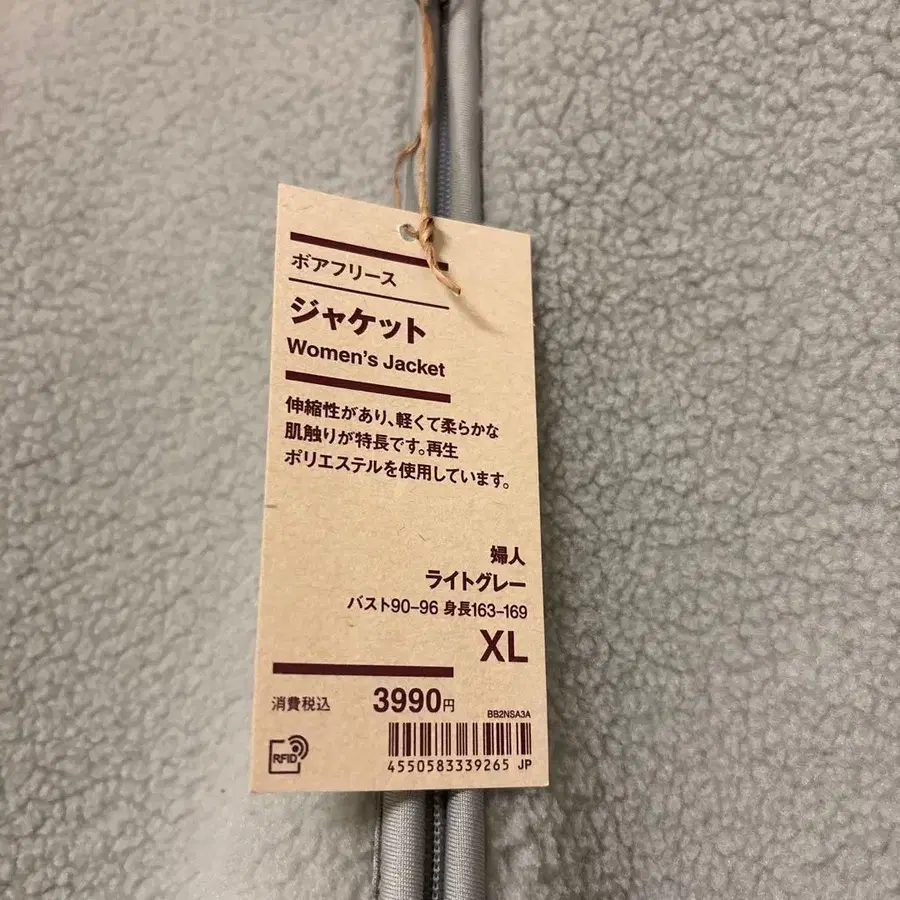 ボアフリース
ジャケット
Women's Jacket
伸縮性があり、軽くて柔らかな
肌触りが特長です。再生
ポリエステルを使用しています。
婦人
ライトグレー
バスト90-96 身長163-169
XL
消費税込 3990円
BB2NSA3A
RFID
4550583339265 JP